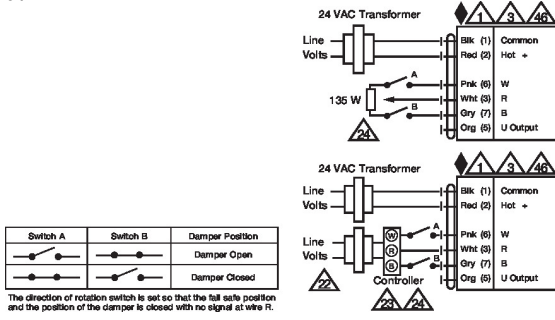 24 VAC Transformer
1 3 46
Line
Volts
Blk (1) Common
Red (2) Hot +
A
Pnk (6) W
135 W
Wht (3) R
B
Gry (7) B
24
Org (5) U Output
24 VAC Transformer
1 3 46
Line
Volts
Blk (1) Common
Red (2) Hot +
A
W
Pnk (6) W
Line
Volts
R
Wht (3) R
B
B
Gry (7) B
22
Controller
Org (5) U Output
23 24
Switch A Switch B Damper Position
Damper Open
Damper Closed
The direction of rotation switch is set so that the fail safe position
and the position of the damper is closed with no signal at wire R.